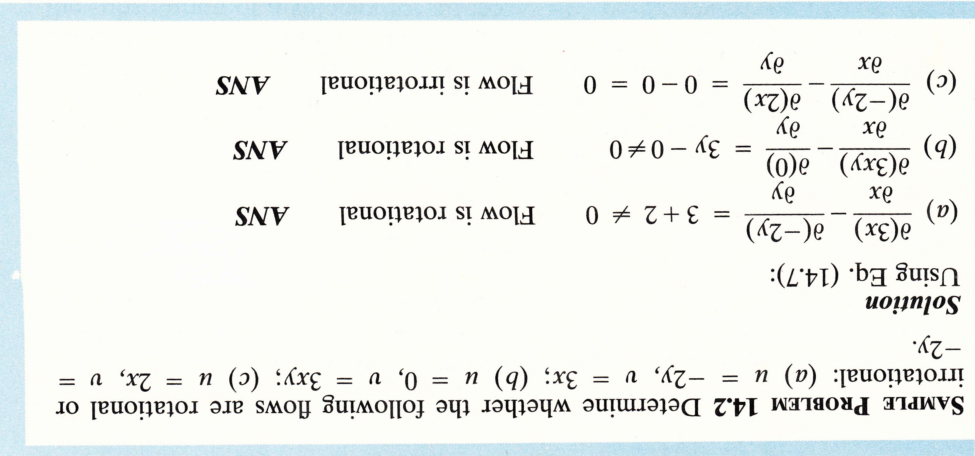 SAMPLE PROBLEM 14.2 Determine whether the following flows are rotational or
irrotational: (a) u = −2y, v = 3x; (b) u = 0, v = 3xy; (c) u = 2x, v =
−2y.
Solution
Using Eq. (14.7):
(a) ∂(3x)/∂x − ∂(−2y)/∂y = 3 + 2 ≠ 0 Flow is rotational ANS
(b) ∂(3xy)/∂x − ∂(0)/∂y = 3y − 0 ≠ 0 Flow is rotational ANS
(c) ∂(−2y)/∂x − ∂(2x)/∂y = 0 − 0 = 0 Flow is irrotational ANS